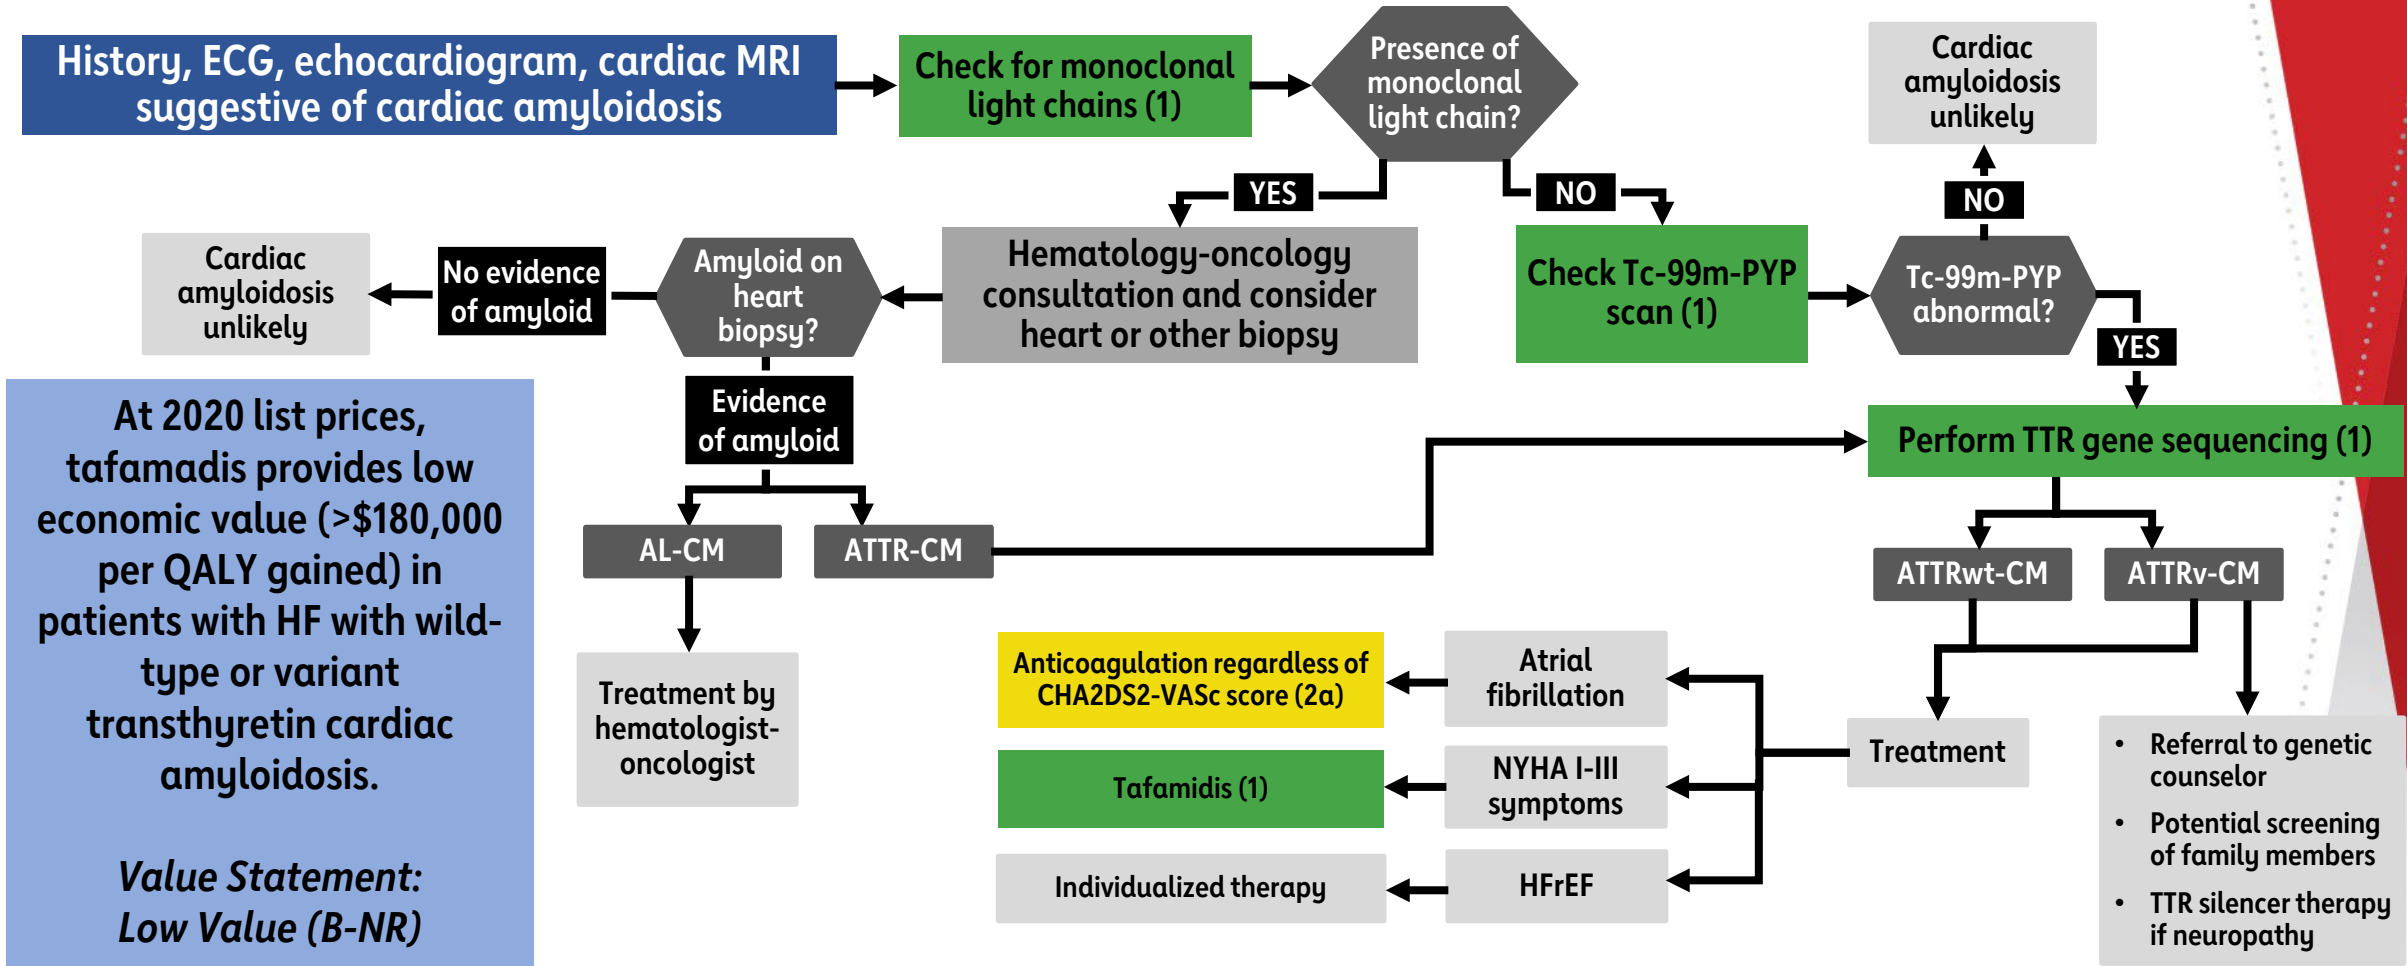 History, ECG, echocardiogram, cardiac MRI
suggestive of cardiac amyloidosis
Check for monoclonal
light chains (1)
Presence of
monoclonal
light chain?
Cardiac
amyloidosis
unlikely
YES
NO
NO
Cardiac
amyloidosis
unlikely
No evidence
of amyloid
Amyloid on
heart
biopsy?
Hematology-oncology
consultation and consider
heart or other biopsy
Check Tc-99m-PYP
scan (1)
Tc-99m-PYP
abnormal?
YES
Evidence
of amyloid
Perform TTR gene sequencing (1)
At 2020 list prices,
tafamadis provides low
economic value (>$180,000
per QALY gained) in
patients with HF with wild-
type or variant
transthyretin cardiac
amyloidosis.
Value Statement:
Low Value (B-NR)
AL-CM
ATTR-CM
ATTRwt-CM
ATTRv-CM
Treatment by
hematologist-
oncologist
Anticoagulation regardless of
CHA2DS2-VASc score (2a)
Atrial
fibrillation
Tafamidis (1)
NYHA I-III
symptoms
Individualized therapy
HFrEF
Treatment
• Referral to genetic
counselor
• Potential screening
of family members
• TTR silencer therapy
if neuropathy